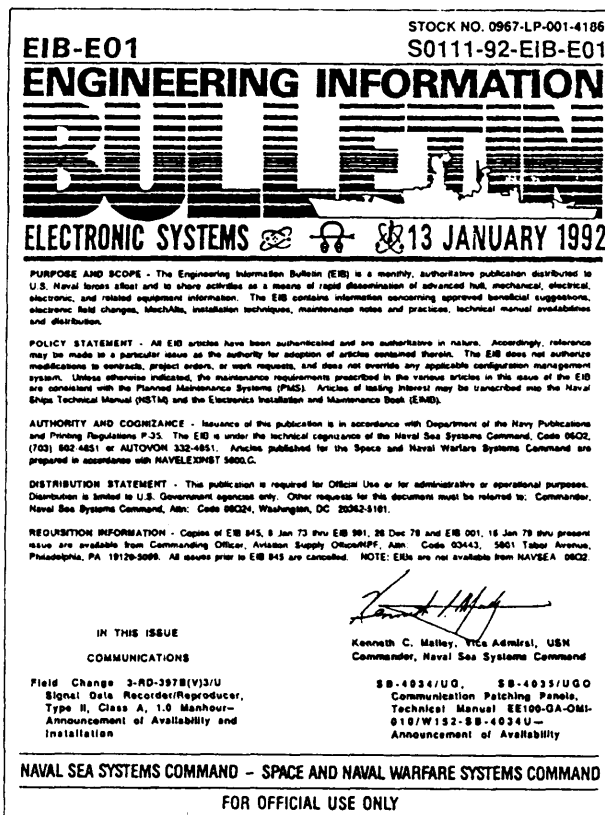 STOCK NO. 0967-LP-001-4186
EIB-E01 S0111-92-EIB-E01
ENGINEERING INFORMATION
BULLETIN
ELECTRONIC SYSTEMS 13 JANUARY 1992
PURPOSE AND SCOPE - The Engineering Information Bulletin (EIB) is a monthly, authoritative publication distributed to
U.S. Naval forces afloat and to shore activities as a means of rapid dissemination of advanced hull, mechanical, electrical,
electronic, and related equipment information. The EIB contains information concerning approved beneficial suggestions,
electronic field changes, MechAlts, installation techniques, maintenance notes and practices, technical manual availabilities
and distribution.
POLICY STATEMENT - All EIB articles have been authenticated and are authoritative in nature. Accordingly, reference
may be made to a particular issue as the authority for adoption of articles contained therein. The EIB does not authorize
modifications to contracts, project orders, or work requests, and does not override any applicable configuration management
system. Unless otherwise indicated, the maintenance requirements prescribed in the various articles in this issue of the EIB
are consistent with the Planned Maintenance Systems (PMS). Articles of lasting interest may be transcribed into the Naval
Ships Technical Manual (NSTM) and the Electronics Installation and Maintenance Book (EIMB).
AUTHORITY AND COGNIZANCE - Issuance of this publication is in accordance with Department of the Navy Publications
and Printing Regulations P-35. The EIB is under the technical cognizance of the Naval Sea Systems Command, Code 06Q2,
(703) 602-4851 or AUTOVON 332-4851. Articles published for the Space and Naval Warfare Systems Command are
prepared in accordance with NAVELEXINST 5600.C.
DISTRIBUTION STATEMENT - This publication is required for Official Use or for administrative or operational purposes.
Distribution is limited to U.S. Government agencies only. Other requests for this document must be referred to: Commander,
Naval Sea Systems Command, Attn: Code 06Q24, Washington, DC 20362-5101.
REQUISITION INFORMATION - Copies of EIB 845, 8 Jan 73 thru EIB 991, 26 Dec 78 and EIB 001, 15 Jan 79 thru present
issue are available from Commanding Officer, Aviation Supply Office/NPF, Attn: Code 03443, 5801 Tabor Avenue,
Philadelphia, PA 19120-5099. All issues prior to EIB 845 are cancelled. NOTE: EIBs are not available from NAVSEA 06Q2.
IN THIS ISSUE
COMMUNICATIONS
Field Change 3-RD-397B(V)3/U
Signal Data Recorder/Reproducer,
Type II, Class A, 1.0 Manhour—
Announcement of Availability and
Installation
Kenneth C. Malley, Vice Admiral, USN
Commander, Naval Sea Systems Command
SB-4034/UG, SB-4035/UGO
Communication Patching Panels,
Technical Manual EE100-GA-OMI-
010/W152-SB-4034U—
Announcement of Availability
NAVAL SEA SYSTEMS COMMAND – SPACE AND NAVAL WARFARE SYSTEMS COMMAND
FOR OFFICIAL USE ONLY